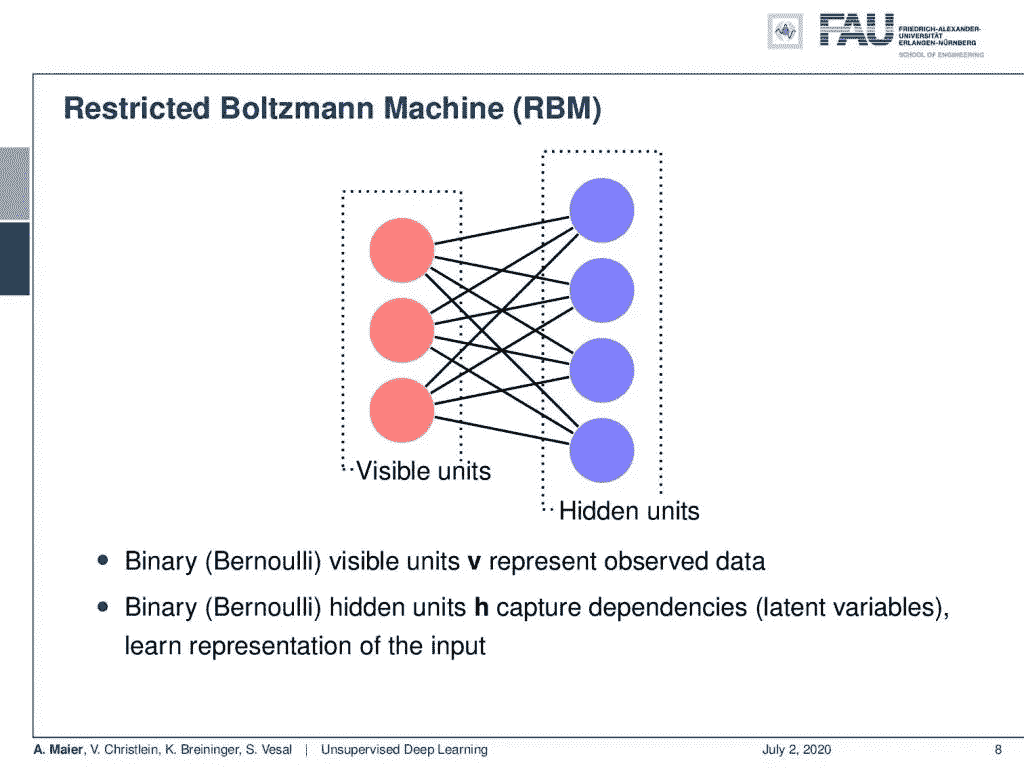 FAU
FRIEDRICH-ALEXANDER-
UNIVERSITÄT
ERLANGEN-NÜRNBERG
SCHOOL OF ENGINEERING
Restricted Boltzmann Machine (RBM)
Visible units
Hidden units
• Binary (Bernoulli) visible units v represent observed data
• Binary (Bernoulli) hidden units h capture dependencies (latent variables),
learn representation of the input
A. Maier, V. Christlein, K. Breininger, S. Vesal | Unsupervised Deep Learning July 2, 2020 8